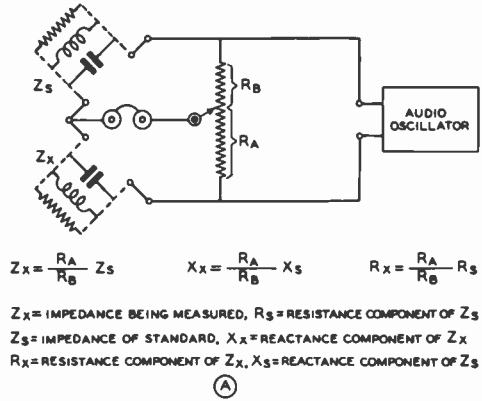 ZS
RB
RA
ZX
AUDIO
OSCILLATOR
ZX = RA/RB ZS XX = RA/RB XS RX = RA/RB RS
ZX = IMPEDANCE BEING MEASURED, RS = RESISTANCE COMPONENT OF ZS
ZS = IMPEDANCE OF STANDARD, XX = REACTANCE COMPONENT OF ZX
RX = RESISTANCE COMPONENT OF ZX, XS = REACTANCE COMPONENT OF ZS
A